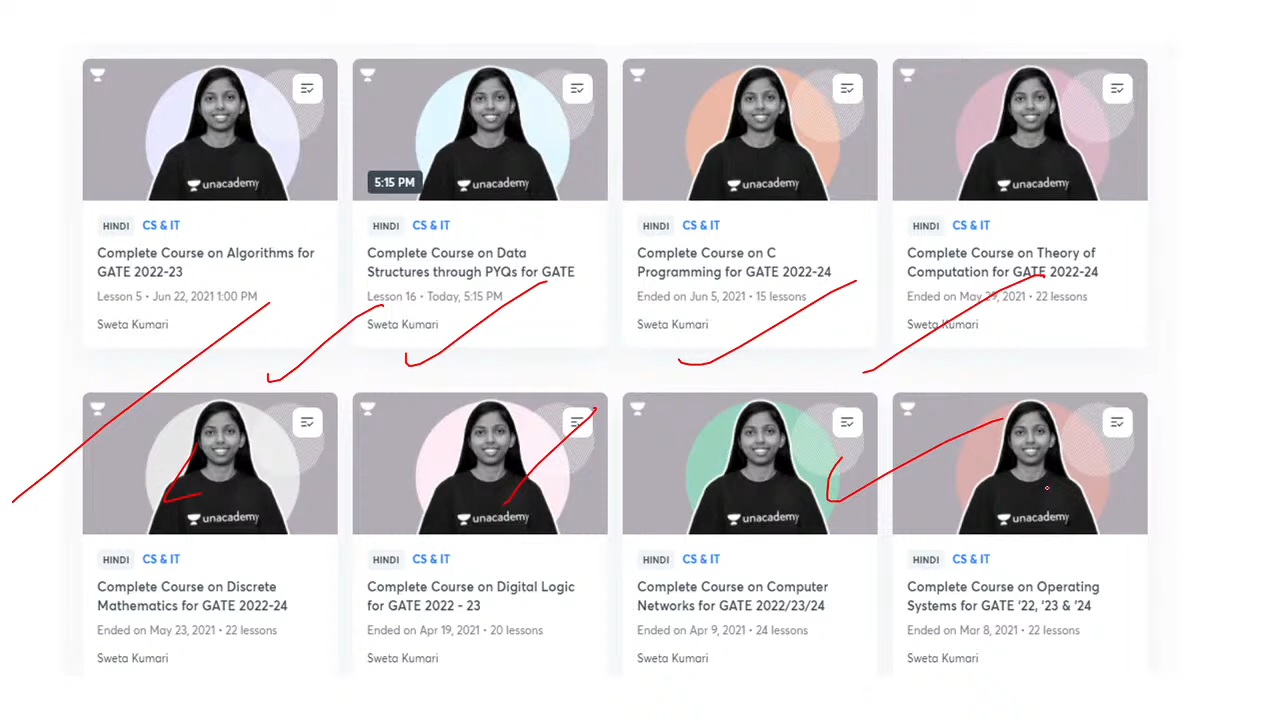 unacademy
HINDI CS & IT
Complete Course on Algorithms for
GATE 2022-23
Lesson 5 • Jun 22, 2021 1:00 PM
Sweta Kumari
5:15 PM
unacademy
HINDI CS & IT
Complete Course on Data
Structures through PYQs for GATE
Lesson 16 • Today, 5:15 PM
Sweta Kumari
unacademy
HINDI CS & IT
Complete Course on C
Programming for GATE 2022-24
Ended on Jun 5, 2021 • 15 lessons
Sweta Kumari
unacademy
HINDI CS & IT
Complete Course on Theory of
Computation for GATE 2022-24
Ended on May 29, 2021 • 22 lessons
Sweta Kumari
unacademy
HINDI CS & IT
Complete Course on Discrete
Mathematics for GATE 2022-24
Ended on May 23, 2021 • 22 lessons
Sweta Kumari
unacademy
HINDI CS & IT
Complete Course on Digital Logic
for GATE 2022 - 23
Ended on Apr 19, 2021 • 20 lessons
Sweta Kumari
unacademy
HINDI CS & IT
Complete Course on Computer
Networks for GATE 2022/23/24
Ended on Apr 9, 2021 • 24 lessons
Sweta Kumari
unacademy
HINDI CS & IT
Complete Course on Operating
Systems for GATE '22, '23 & '24
Ended on Mar 8, 2021 • 22 lessons
Sweta Kumari